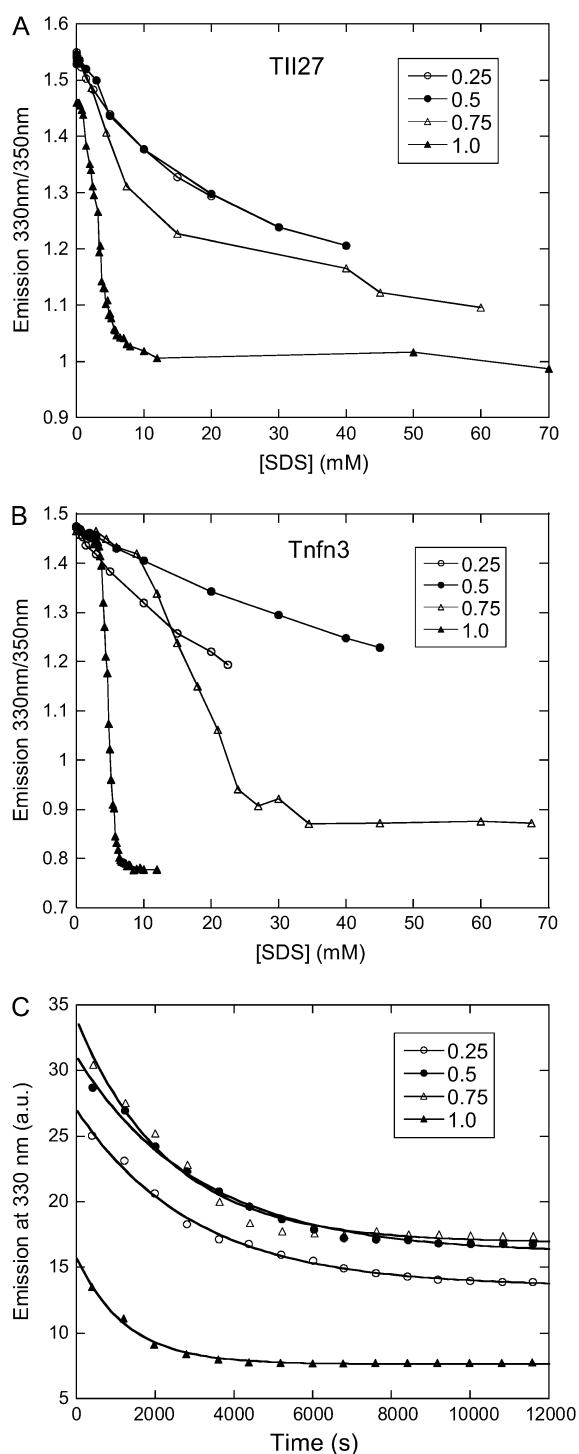 A
TII27
0.25
0.5
0.75
1.0
Emission 330nm/350nm
1.6
1.5
1.4
1.3
1.2
1.1
1
0.9
0 10 20 30 40 50 60 70
[SDS] (mM)
B
Tnfn3
0.25
0.5
0.75
1.0
Emission 330nm/350nm
1.5
1.4
1.3
1.2
1.1
1
0.9
0.8
0.7
0 10 20 30 40 50 60 70
[SDS] (mM)
C
0.25
0.5
0.75
1.0
Emission at 330 nm (a.u.)
35
30
25
20
15
10
5
0 2000 4000 6000 8000 10000 12000
Time (s)